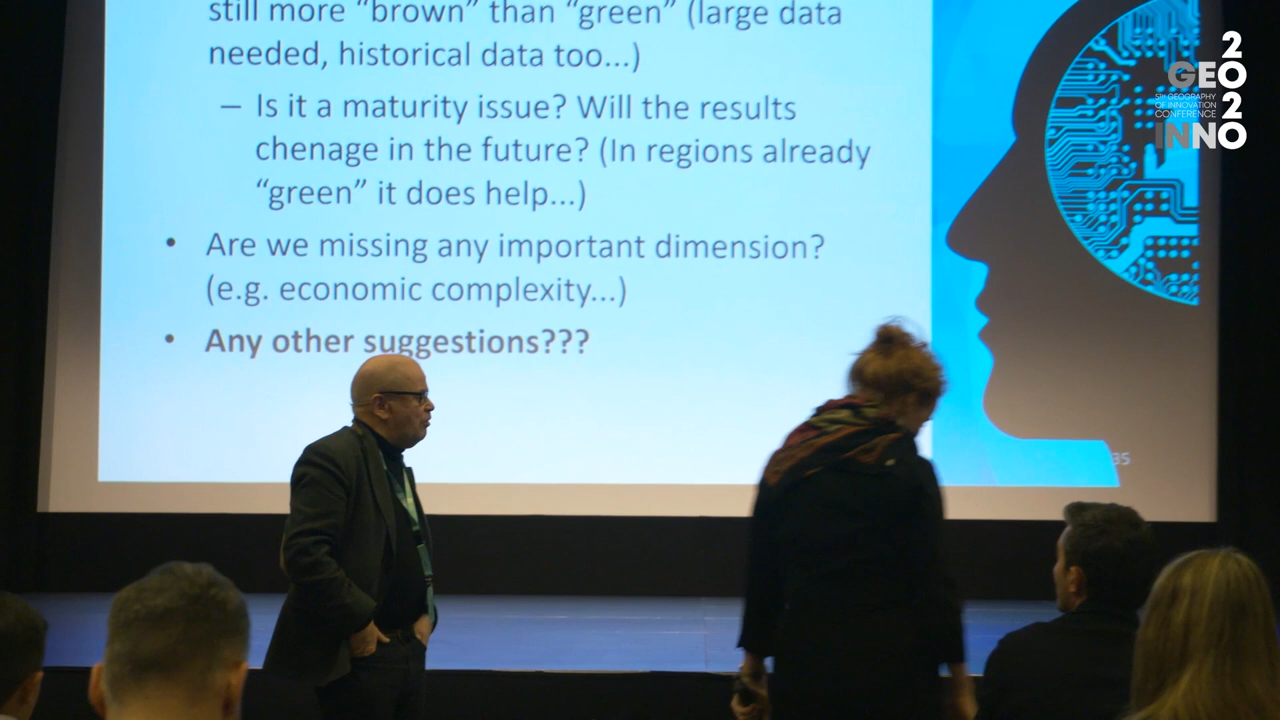 still more “brown” than “green” (large data
needed, historical data too...)
– Is it a maturity issue? Will the results
chenage in the future? (In regions already
“green” it does help...)
• Are we missing any important dimension?
(e.g. economic complexity...)
• Any other suggestions???
35
2
GEO
5TH GEOGRAPHY
OF INNOVATION
CONFERENCE
2
INNO